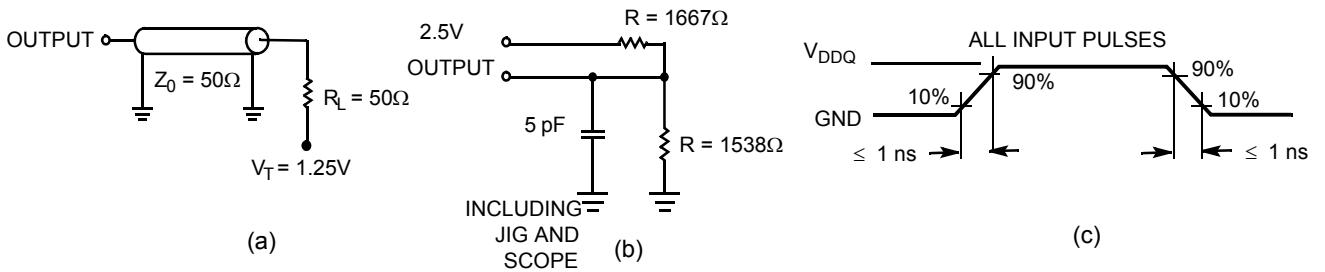 OUTPUT
Z0 = 50Ω
RL = 50Ω
VT = 1.25V
(a)
R = 1667Ω
2.5V
OUTPUT
5 pF
R = 1538Ω
INCLUDING
JIG AND
SCOPE
(b)
ALL INPUT PULSES
VDDQ
GND
10%
90%
90%
10%
≤ 1 ns
≤ 1 ns
(c)